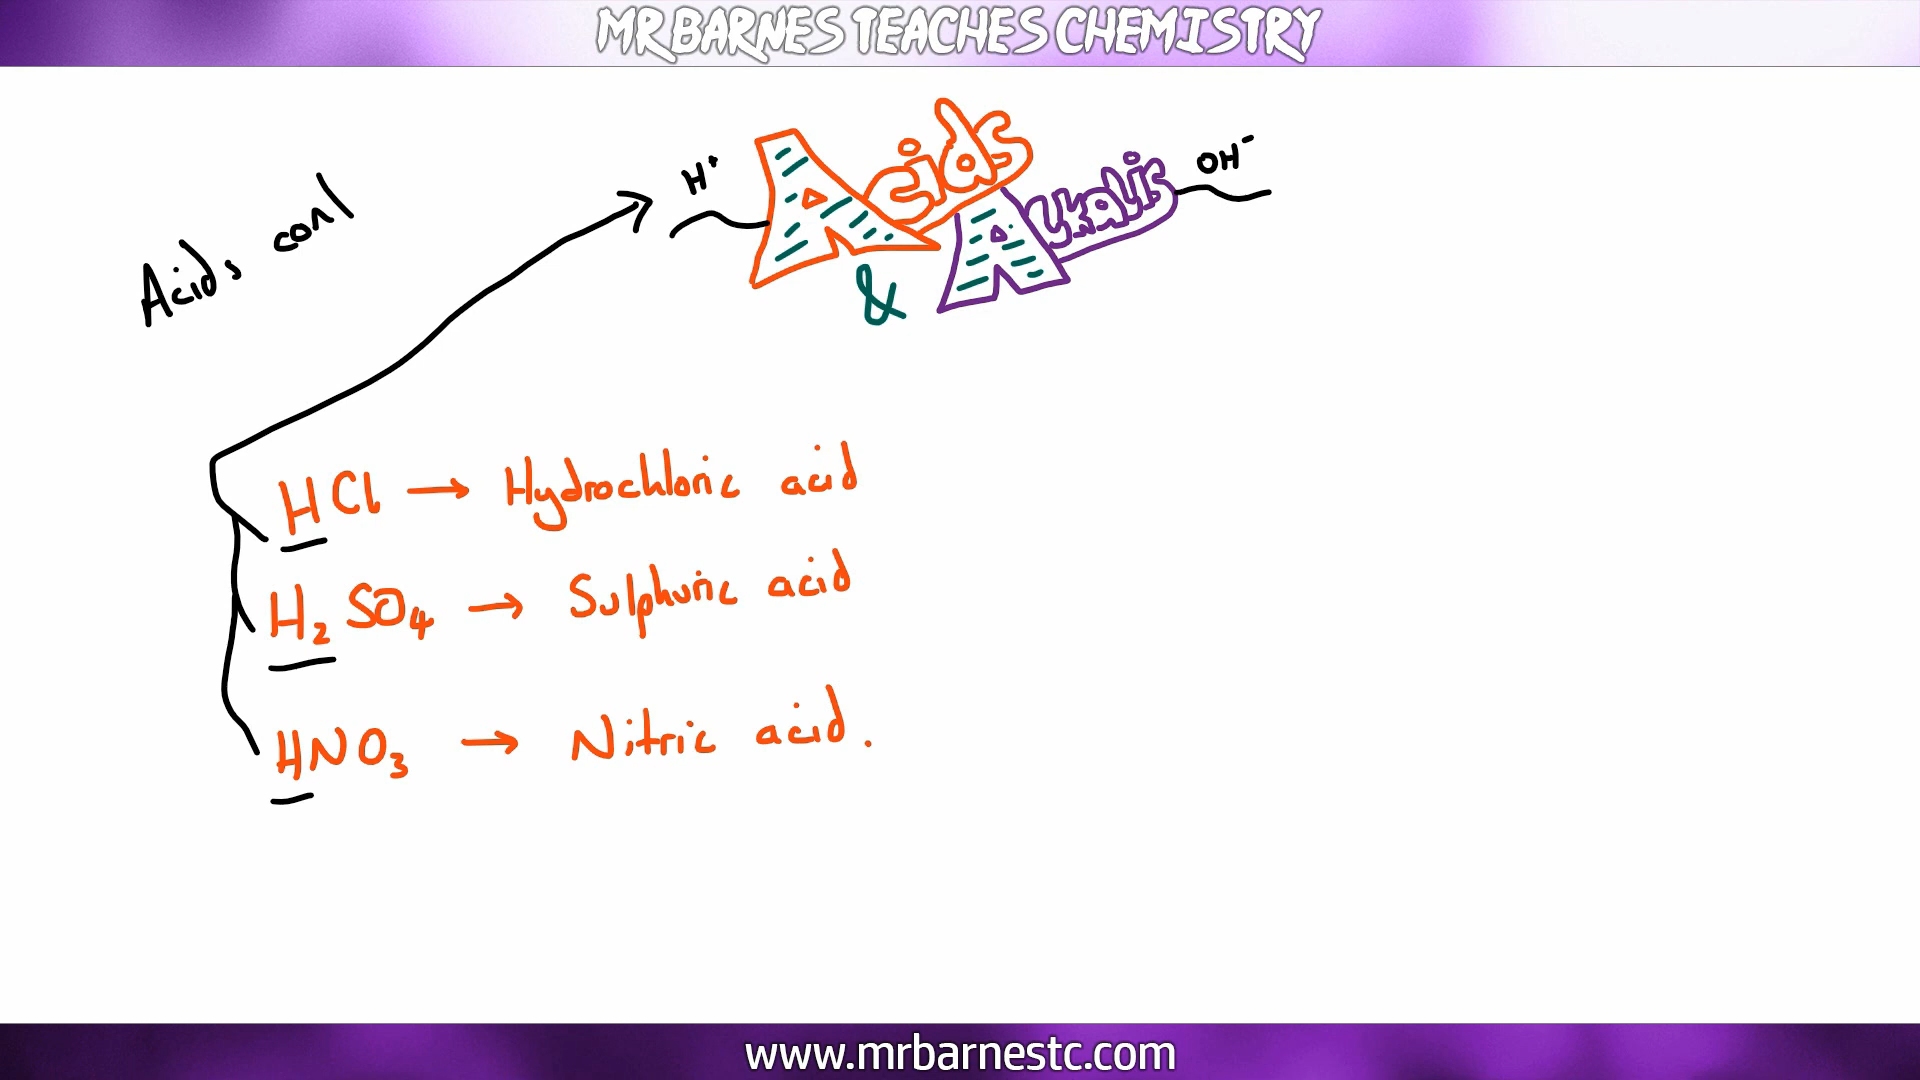 MR BARNES TEACHES CHEMISTRY
H⁺ Acids
& Alkalis OH⁻
Acids con
HCl → Hydrochloric acid
H₂SO₄ → Sulphuric acid
HNO₃ → Nitric acid.
www.mrbarnestc.com